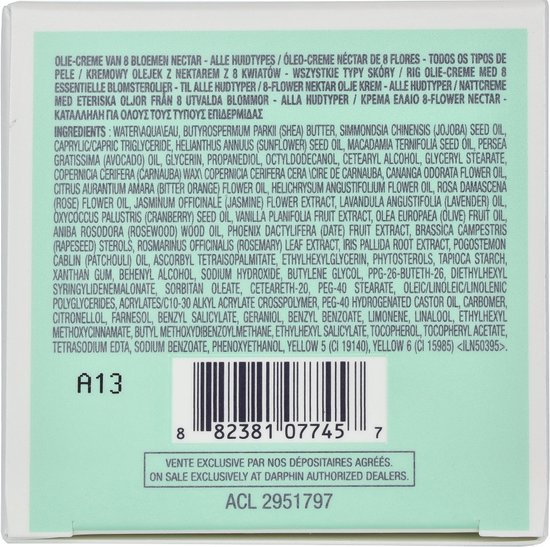 OLIE-CREME VAN 8 BLOEMEN NECTAR - ALLE HUIDTYPES / ÓLEO-CREME NÉCTAR DE 8 FLORES - TODOS OS TIPOS DE
PELE / KREMOWY OLEJEK Z NEKTAREM Z 8 KWIATÓW - WSZYSTKIE TYPY SKÓRY / RIG OLIE-CREME MED 8
ESSENTIELLE BLOMSTEROLIER - TIL ALLE HUDTYPER / 8-FLOWER NEKTAR OLJE KREM - ALLE HUDTYPER / NATTCREME
MED ETERISKA OLJOR FRÅN 8 UTVALDA BLOMMOR - ALLA HUDTYPER / ΚΡΕΜΑ ΕΛΑΙΟ 8-FLOWER NECTAR -
ΚΑΤΑΛΛΗΛΗ ΓΙΑ ΟΛΟΥΣ ΤΟΥΣ ΤΥΠΟΥΣ ΕΠΙΔΕΡΜΙΔΑΣ
INGREDIENTS : WATER\AQUA\EAU, BUTYROSPERMUM PARKII (SHEA) BUTTER, SIMMONDSIA CHINENSIS (JOJOBA) SEED OIL,
CAPRYLIC/CAPRIC TRIGLYCERIDE, HELIANTHUS ANNUUS (SUNFLOWER) SEED OIL, MACADAMIA TERNIFOLIA SEED OIL, PERSEA
GRATISSIMA (AVOCADO) OIL, GLYCERIN, PROPANEDIOL, OCTYLDODECANOL, CETEARYL ALCOHOL, GLYCERYL STEARATE,
COPERNICIA CERIFERA (CARNAUBA) WAX\ COPERNICIA CERIFERA CERA \CIRE DE CARNAUBA, CANANGA ODORATA FLOWER OIL,
CITRUS AURANTIUM AMARA (BITTER ORANGE) FLOWER OIL, HELICHRYSUM ANGUSTIFOLIUM FLOWER OIL, ROSA DAMASCENA
(ROSE) FLOWER OIL, JASMINUM OFFICINALE (JASMINE) FLOWER EXTRACT, LAVANDULA ANGUSTIFOLIA (LAVENDER) OIL,
OXYCOCCUS PALUSTRIS (CRANBERRY) SEED OIL, VANILLA PLANIFOLIA FRUIT EXTRACT, OLEA EUROPAEA (OLIVE) FRUIT OIL,
ANIBA ROSODORA (ROSEWOOD) WOOD OIL, PHOENIX DACTYLIFERA (DATE) FRUIT EXTRACT, BRASSICA CAMPESTRIS
(RAPESEED) STEROLS, ROSMARINUS OFFICINALIS (ROSEMARY) LEAF EXTRACT, IRIS PALLIDA ROOT EXTRACT, POGOSTEMON
CABLIN (PATCHOULI) OIL, ASCORBYL TETRAISOPALMITATE, ETHYLHEXYLGLYCERIN, PHYTOSTEROLS, TAPIOCA STARCH,
XANTHAN GUM, BEHENYL ALCOHOL, SODIUM HYDROXIDE, BUTYLENE GLYCOL, PPG-26-BUTETH-26, DIETHYLHEXYL
SYRINGYLIDENEMALONATE, SORBITAN OLEATE, CETEARETH-20, PEG-44 STEARATE, OLEIC/LINOLEIC/LINOLENIC
POLYGLYCERIDES, ACRYLATES/C10-30 ALKYL ACRYLATE CROSSPOLYMER, PEG-40 HYDROGENATED CASTOR OIL, CARBOMER,
CITRONELLOL, FARNESOL, BENZYL SALICYLATE, GERANIOL, BENZYL BENZOATE, LIMONENE, LINALOOL, ETHYLHEXYL
METHOXYCINNAMATE, BUTYL METHOXYDIBENZOYLMETHANE, ETHYLHEXYL SALICYLATE, TOCOPHEROL, TOCOPHERYL ACETATE,
TETRASODIUM EDTA, SODIUM BENZOATE, PHENOXYETHANOL, YELLOW 5 (CI 19140), YELLOW 6 (CI 15985) <ILN50395>.
A13
8 82381 07745 7
VENTE EXCLUSIVE PAR NOS DÉPOSITAIRES AGRÉÉS.
ON SALE EXCLUSIVELY AT DARPHIN AUTHORIZED DEALERS.
ACL 2951797